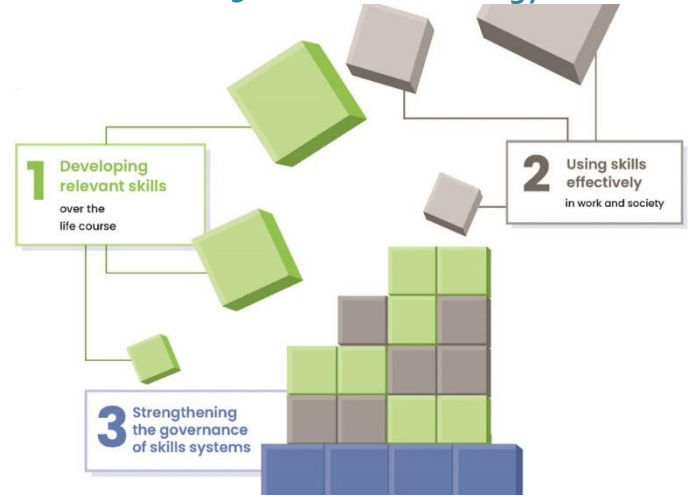 1
Developing
relevant skills
over the
life course
2
Using skills
effectively
in work and society
3
Strengthening
the governance
of skills systems